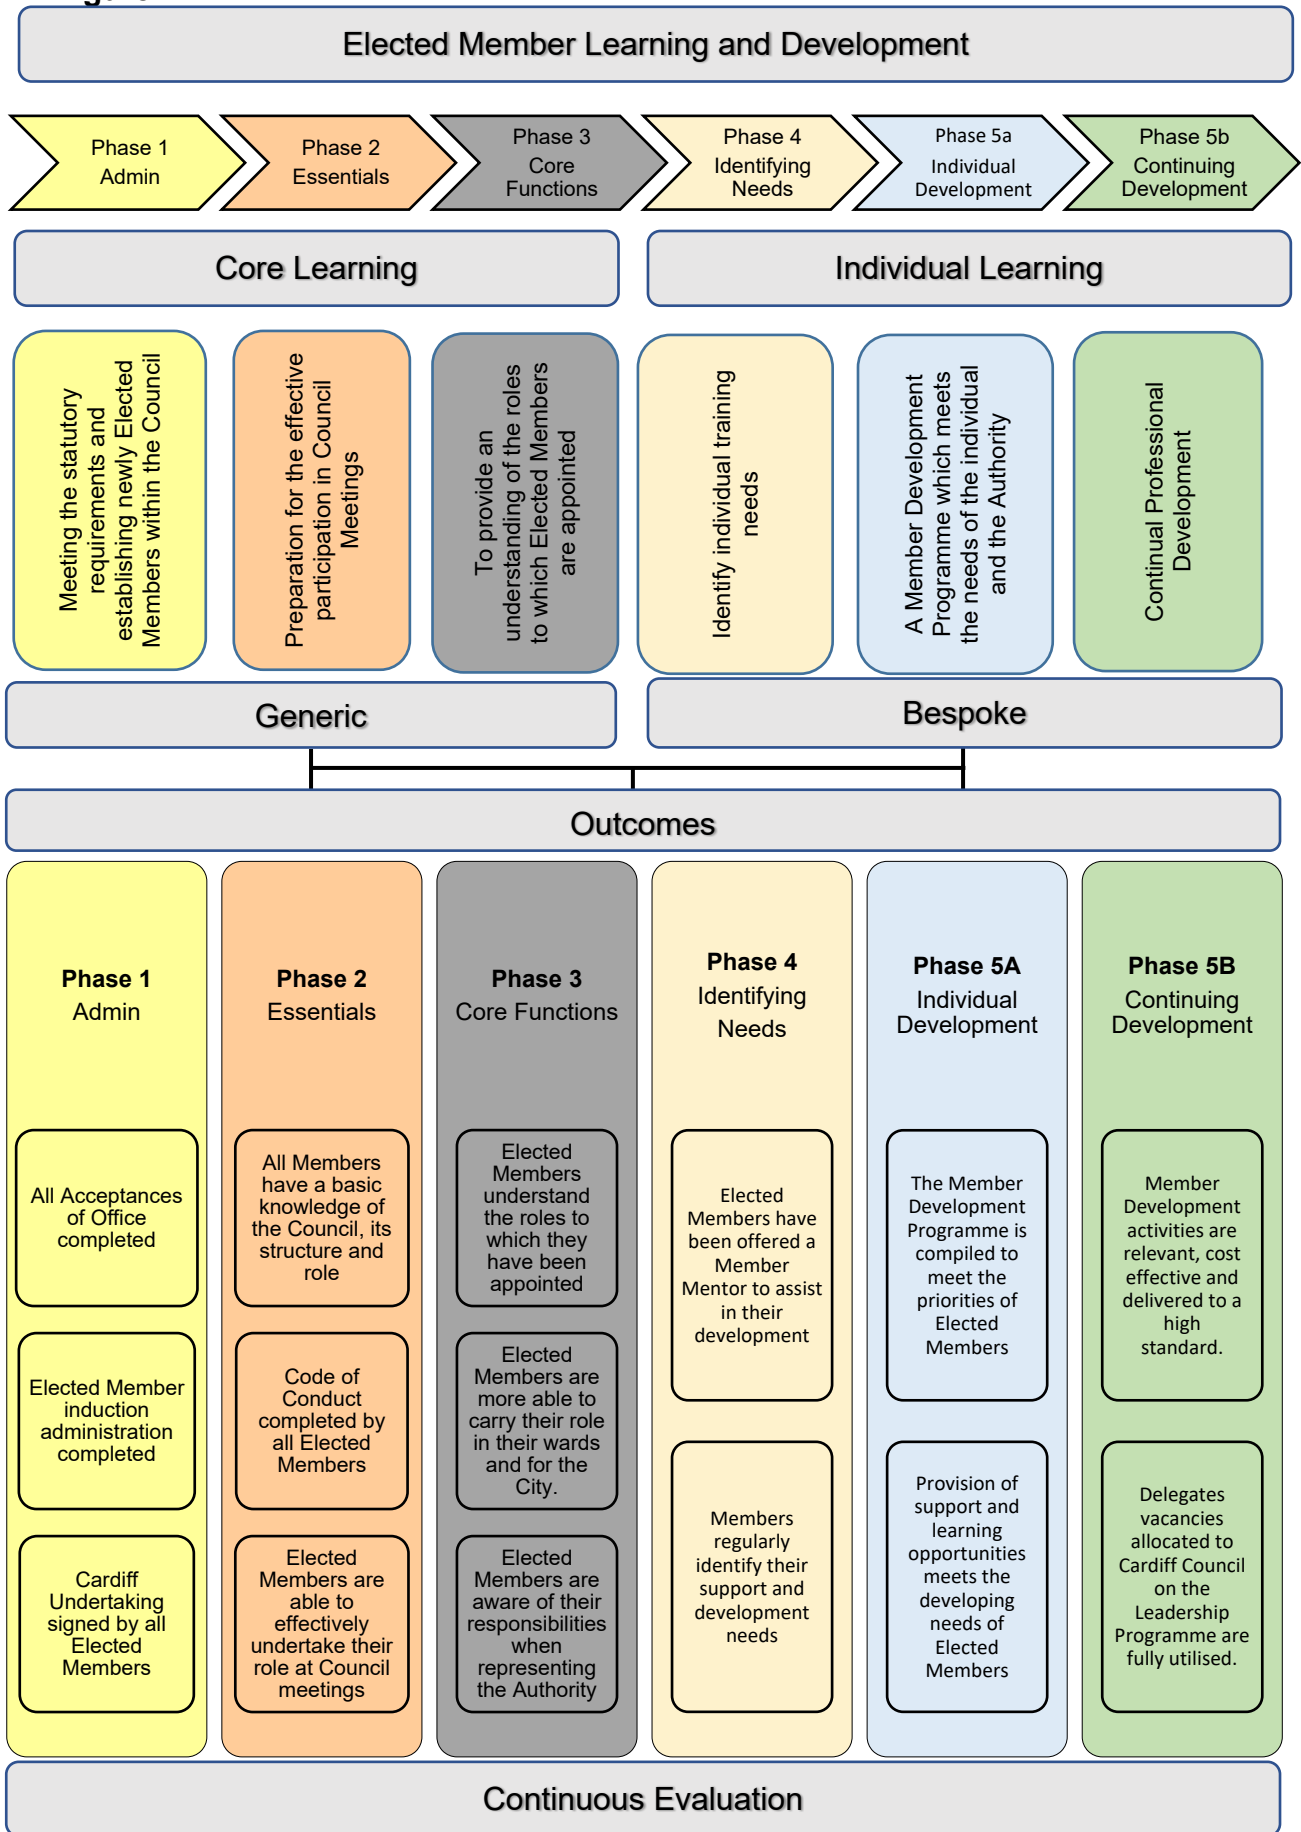 Elected Member Learning and Development
Phase 1
Admin
Phase 2
Essentials
Phase 3
Core
Functions
Phase 4
Identifying
Needs
Phase 5a
Individual
Development
Phase 5b
Continuing
Development
Core Learning
Individual Learning
Meeting the statutory
requirements and
establishing newly Elected
Members within the Council
Preparation for the effective
participation in Council
Meetings
To provide an
understanding of the roles
to which Elected Members
are appointed
Identify individual training
needs
A Member Development
Programme which meets
the needs of the individual
and the Authority
Continual Professional
Development
Generic
Bespoke
Outcomes
Phase 1
Admin
All Acceptances
of Office
completed
Elected Member
induction
administration
completed
Cardiff
Undertaking
signed by all
Elected
Members
Phase 2
Essentials
All Members
have a basic
knowledge of
the Council, its
structure and
role
Code of
Conduct
completed by
all Elected
Members
Elected
Members are
able to
effectively
undertake their
role at Council
meetings
Phase 3
Core Functions
Elected
Members
understand
the roles to
which they
have been
appointed
Elected
Members are
more able to
carry their role
in their wards
and for the
City.
Elected
Members are
aware of their
responsibilities
when
representing
the Authority
Phase 4
Identifying
Needs
Elected
Members have
been offered a
Member
Mentor to assist
in their
development
Members
regularly
identify their
support and
development
needs
Phase 5A
Individual
Development
The Member
Development
Programme is
compiled to
meet the
priorities of
Elected
Members
Provision of
support and
learning
opportunities
meets the
developing
needs of
Elected
Members
Phase 5B
Continuing
Development
Member
Development
activities are
relevant, cost
effective and
delivered to a
high
standard.
Delegates
vacancies
allocated to
Cardiff Council
on the
Leadership
Programme are
fully utilised.
Continuous Evaluation